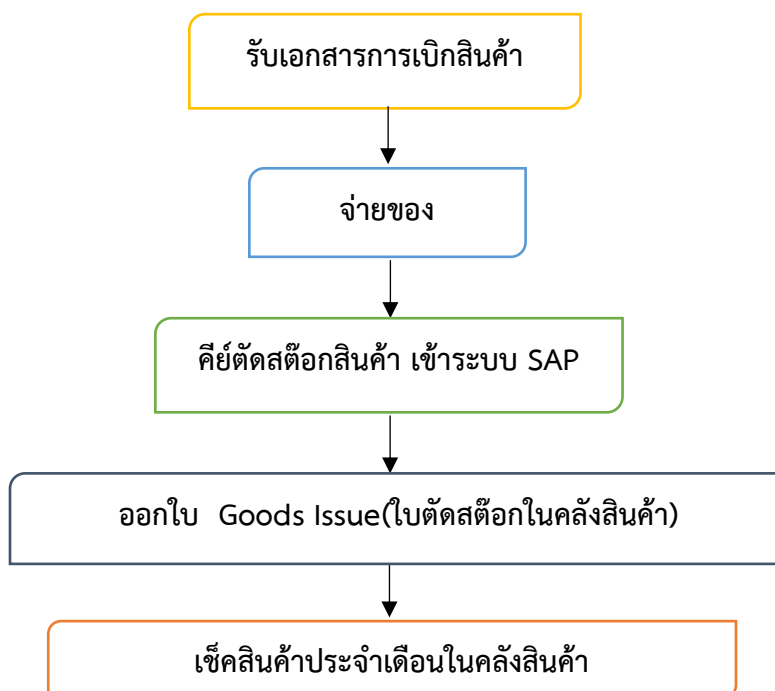 รับเอกสารการเบิกสินค้า
จ่ายของ
คีย์ตัดสต๊อกสินค้า เข้าระบบ SAP
ออกใบ Goods Issue(ใบตัดสต๊อกในคลังสินค้า)
เช็คสินค้าประจำเดือนในคลังสินค้า